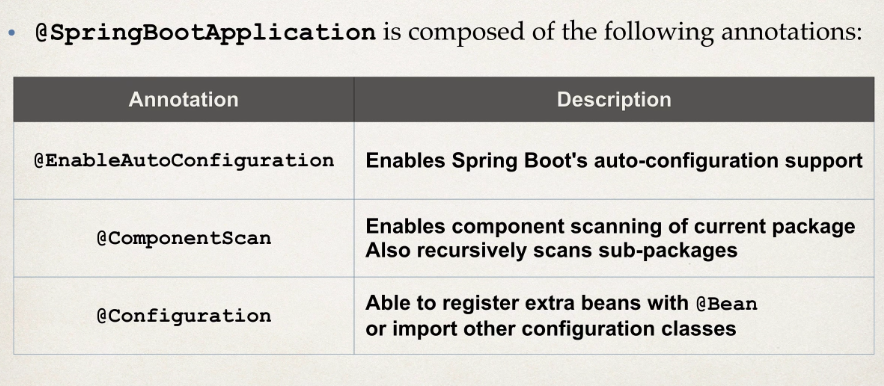 • @SpringBootApplication is composed of the following annotations:
Annotation Description
@EnableAutoConfiguration Enables Spring Boot's auto-configuration support
@ComponentScan Enables component scanning of current package
Also recursively scans sub-packages
@Configuration Able to register extra beans with @Bean
or import other configuration classes